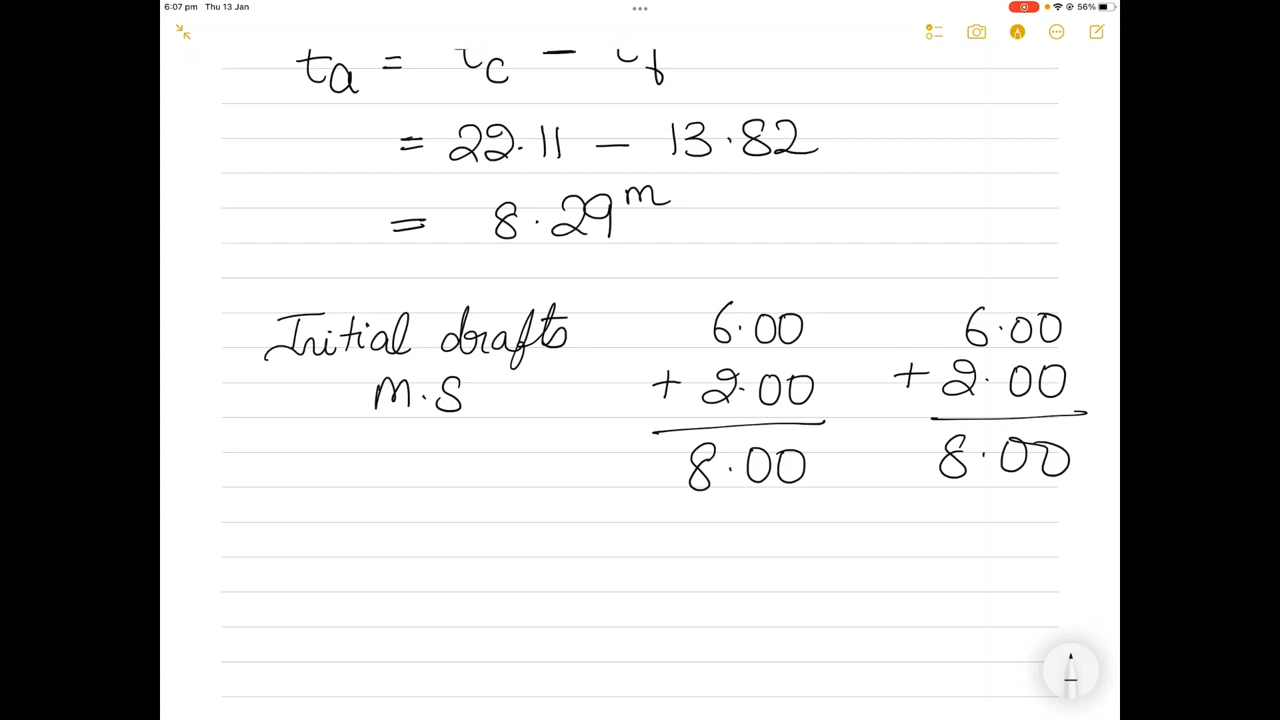 6:07 pm Thu 13 Jan 56%
ta = tc - tf
= 22.11 - 13.82
= 8.29 m
Initial drafts 6.00 6.00
M.S + 2.00 + 2.00
8.00 8.00